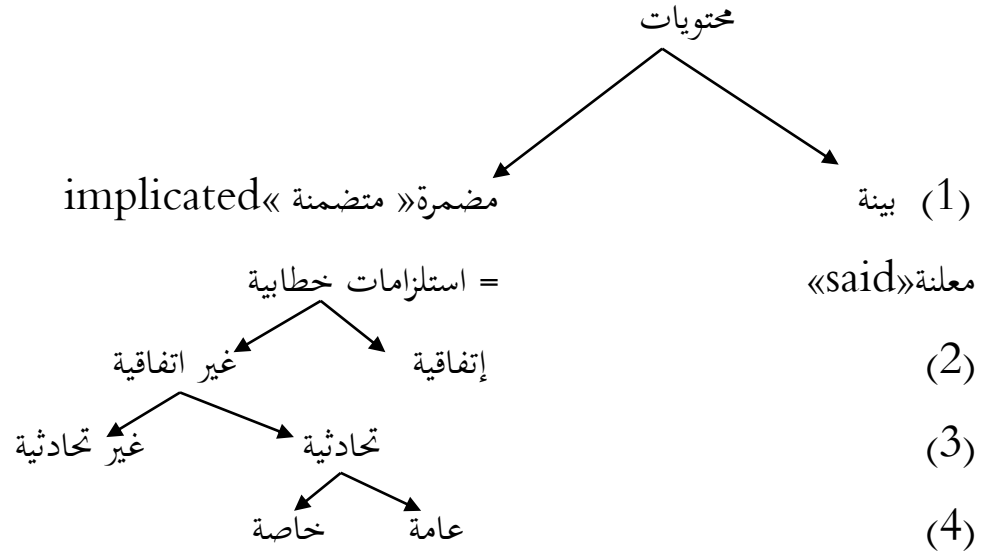 محتويات
(1) بينة مضمرة« متضمنة »implicated«
معلنة«said» = استلزامات خطابية
(2) إتفاقية غير اتفاقية
(3) تحادثية غير تحادثية
(4) عامة خاصة